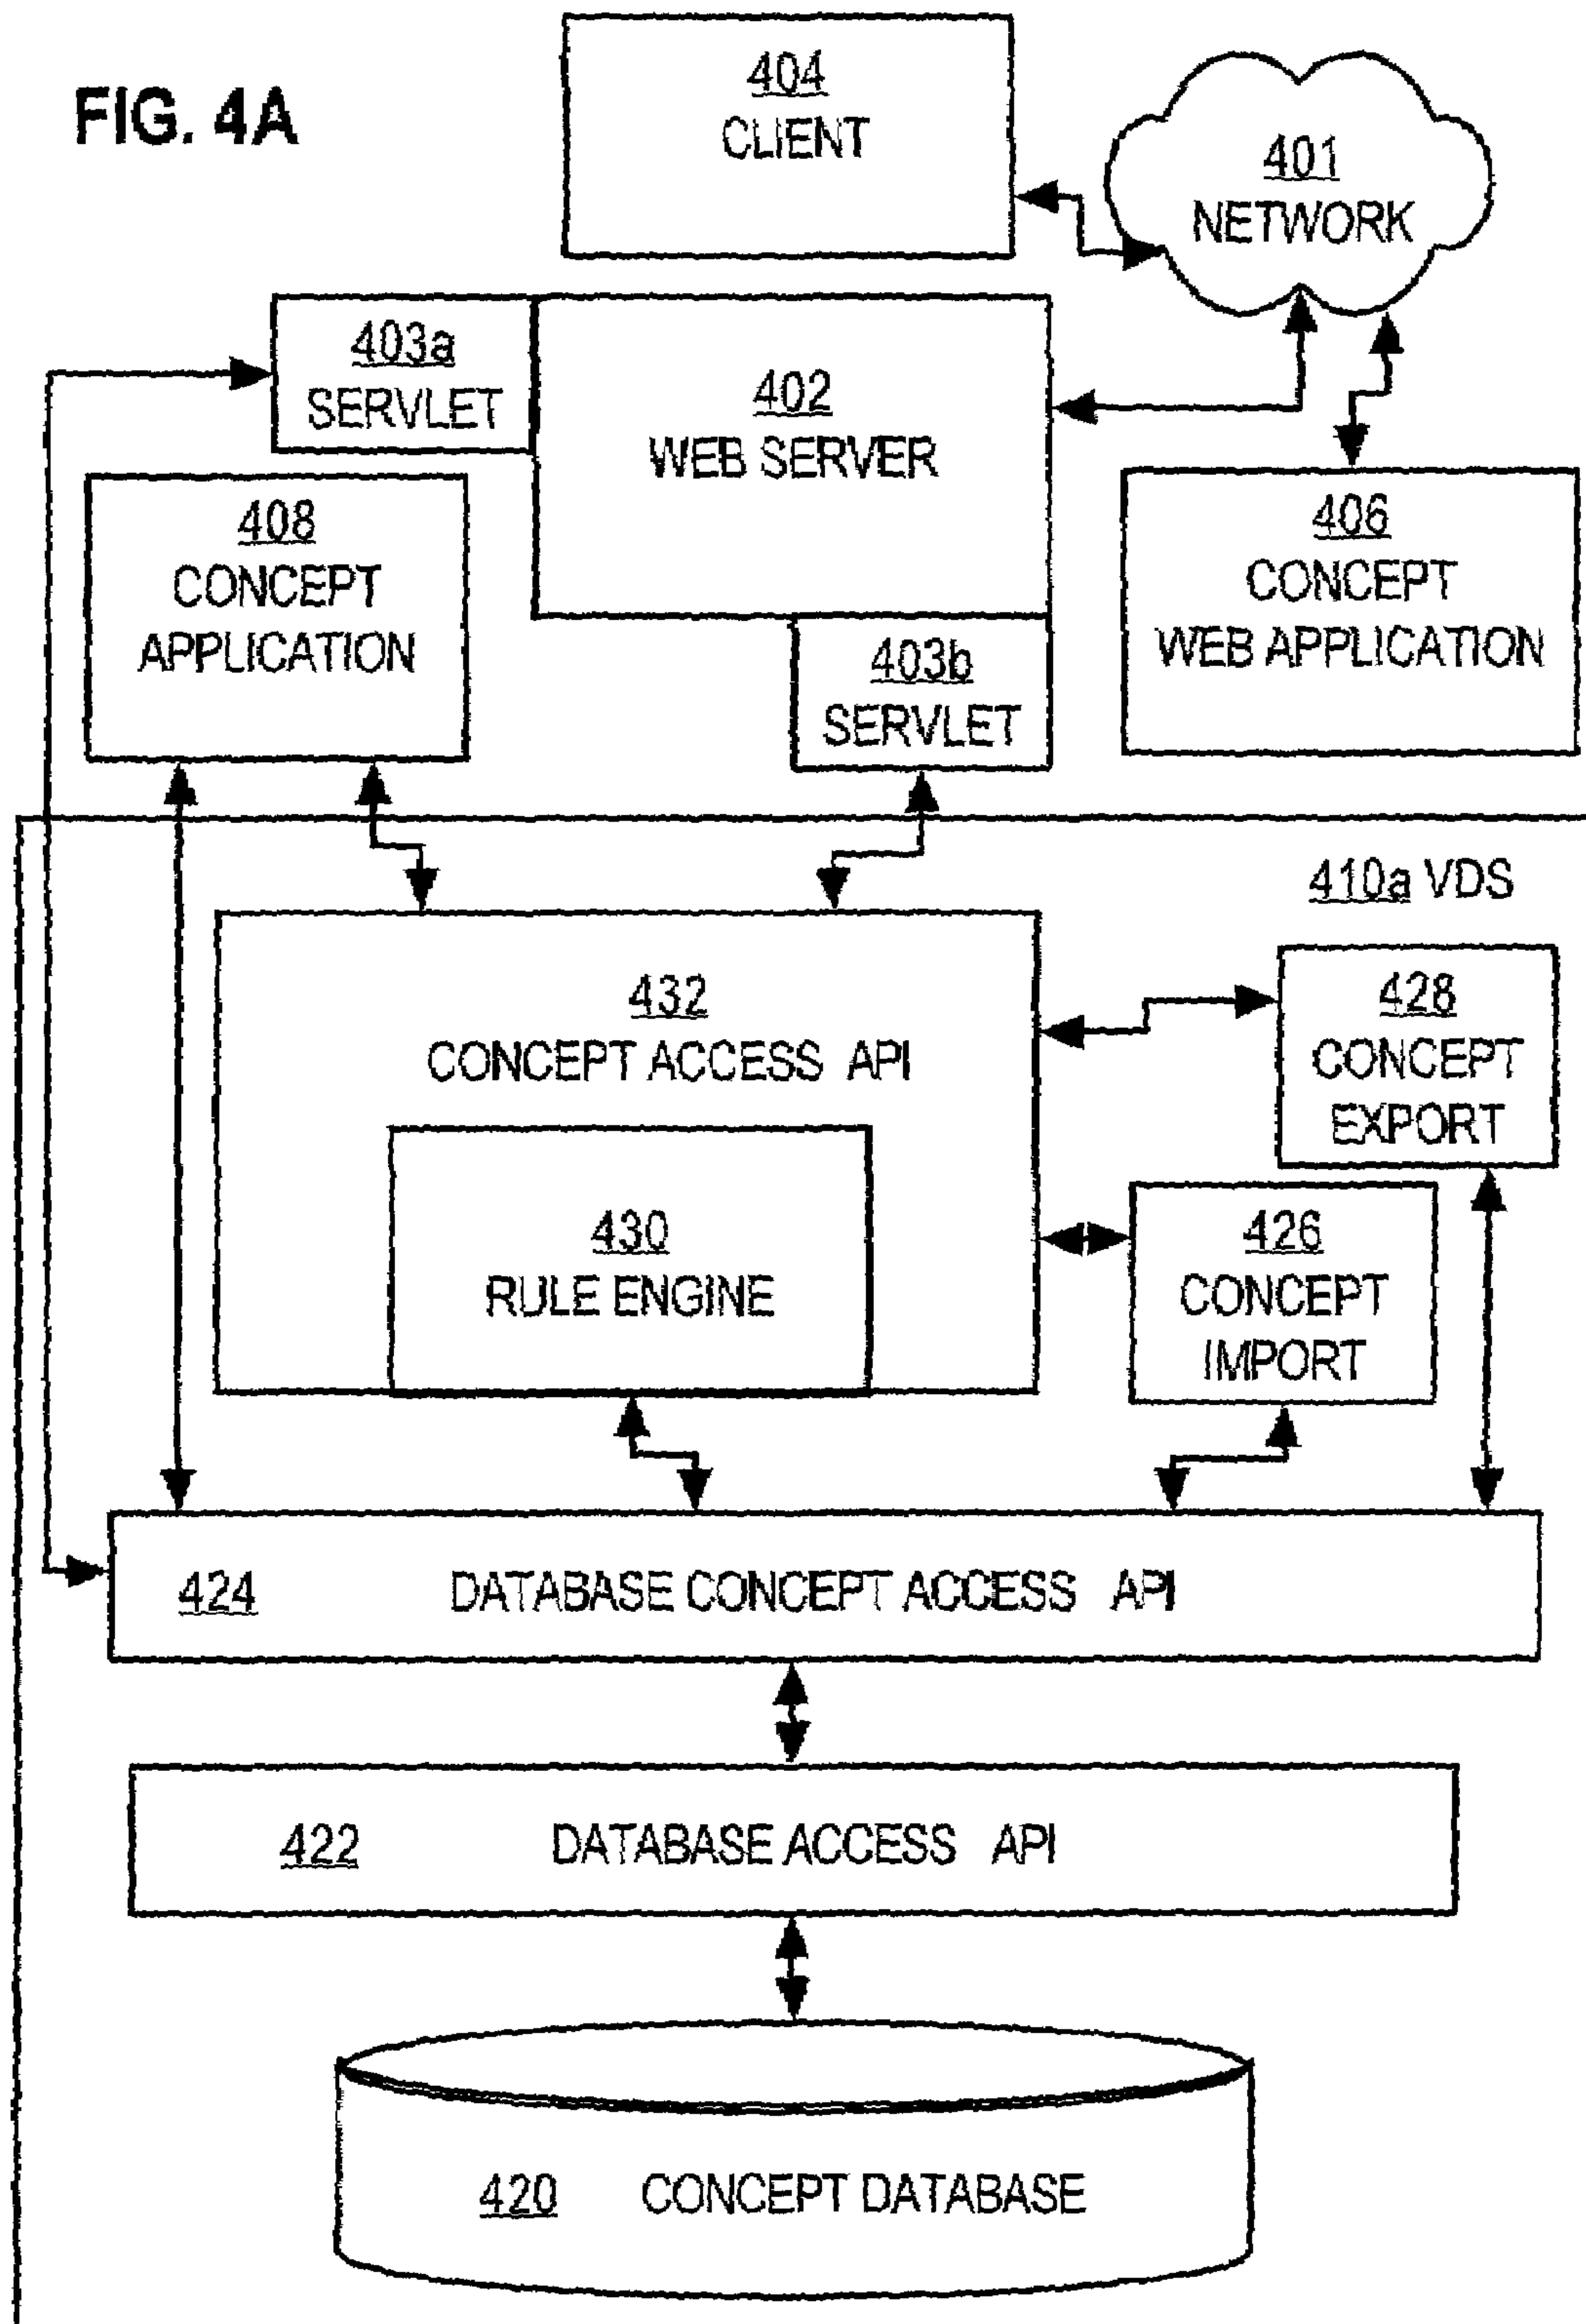 FIG. 4A
404
CLIENT
401
NETWORK
403a
SERVLET
402
WEB SERVER
408
CONCEPT
APPLICATION
406
CONCEPT
WEB APPLICATION
403b
SERVLET
410a VDS
432
CONCEPT ACCESS API
428
CONCEPT
EXPORT
430
RULE ENGINE
426
CONCEPT
IMPORT
424 DATABASE CONCEPT ACCESS API
422 DATABASE ACCESS API
420 CONCEPT DATABASE